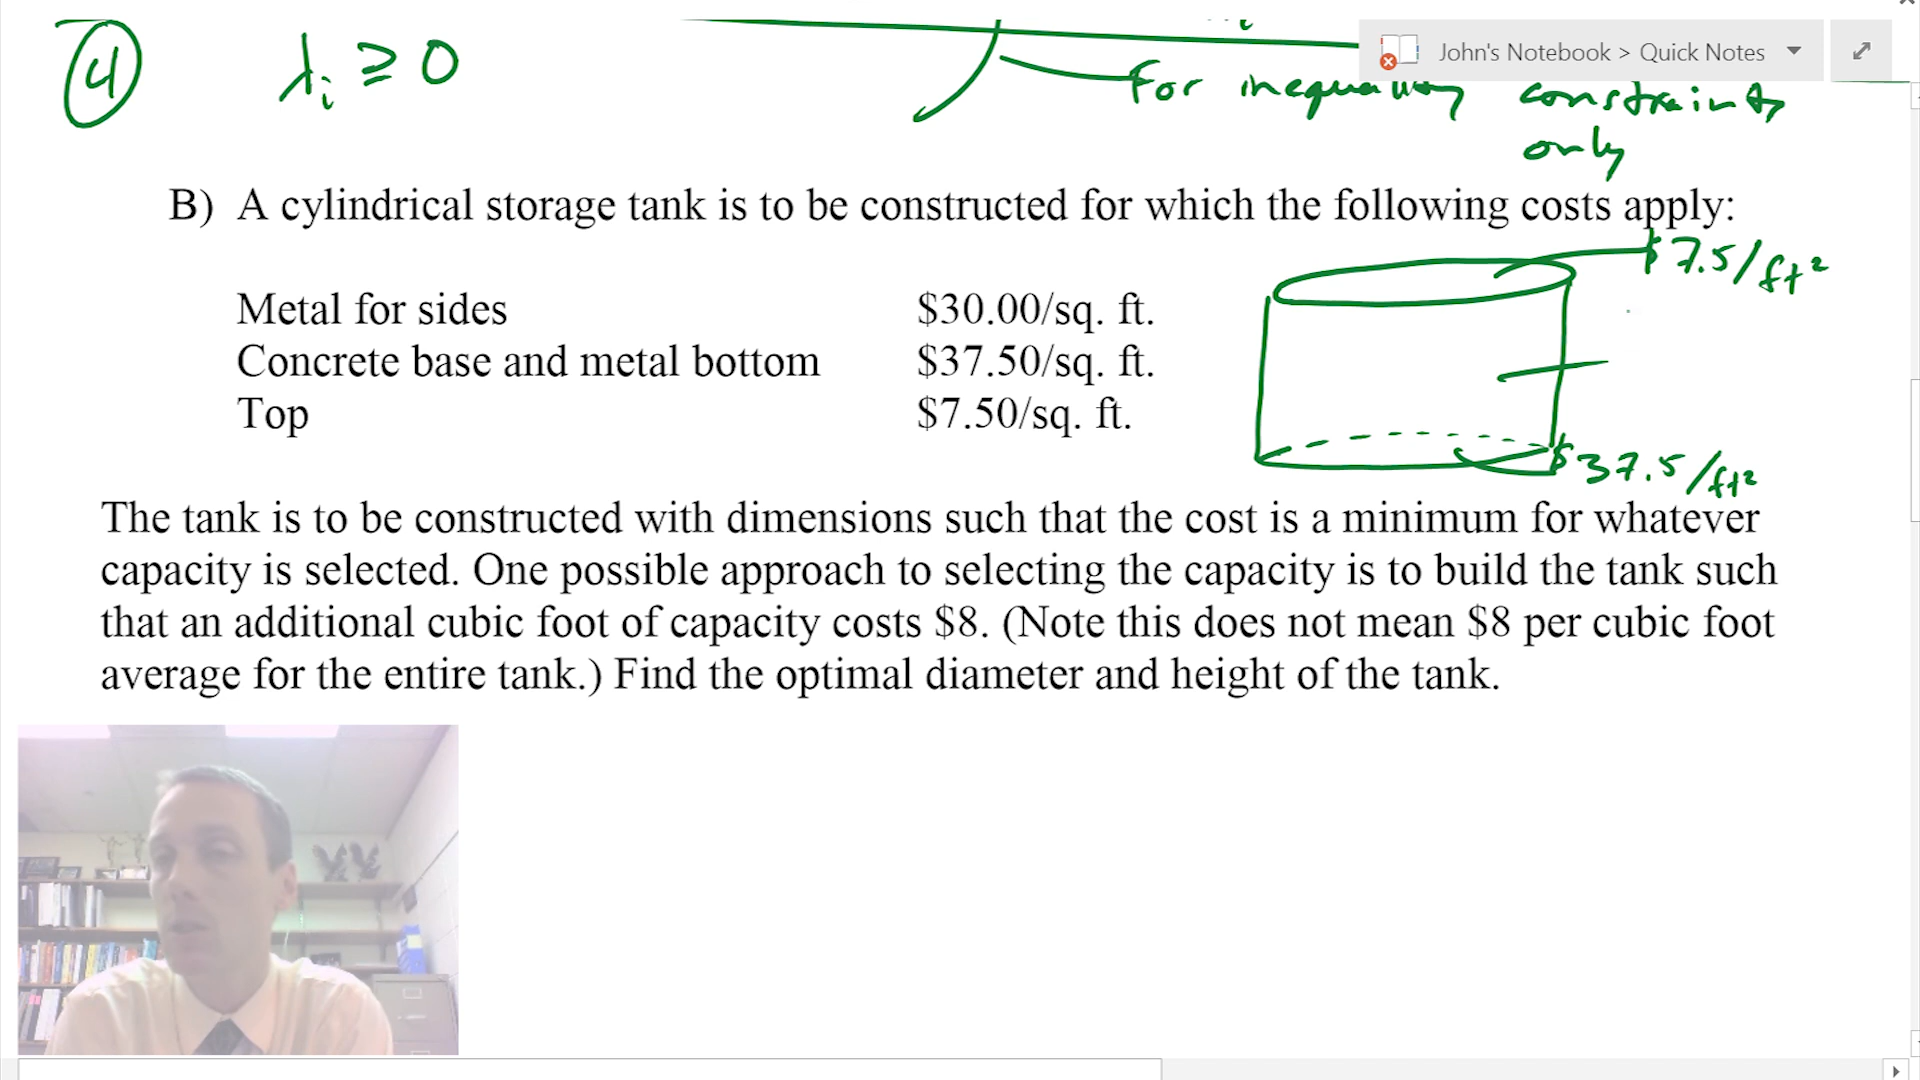 ④ λi ≥ 0
John's Notebook > Quick Notes
For inequality constraints
only
B) A cylindrical storage tank is to be constructed for which the following costs apply:
$7.5/ft²
Metal for sides $30.00/sq. ft.
Concrete base and metal bottom $37.50/sq. ft.
Top $7.50/sq. ft.
$37.5/ft²
The tank is to be constructed with dimensions such that the cost is a minimum for whatever
capacity is selected. One possible approach to selecting the capacity is to build the tank such
that an additional cubic foot of capacity costs $8. (Note this does not mean $8 per cubic foot
average for the entire tank.) Find the optimal diameter and height of the tank.